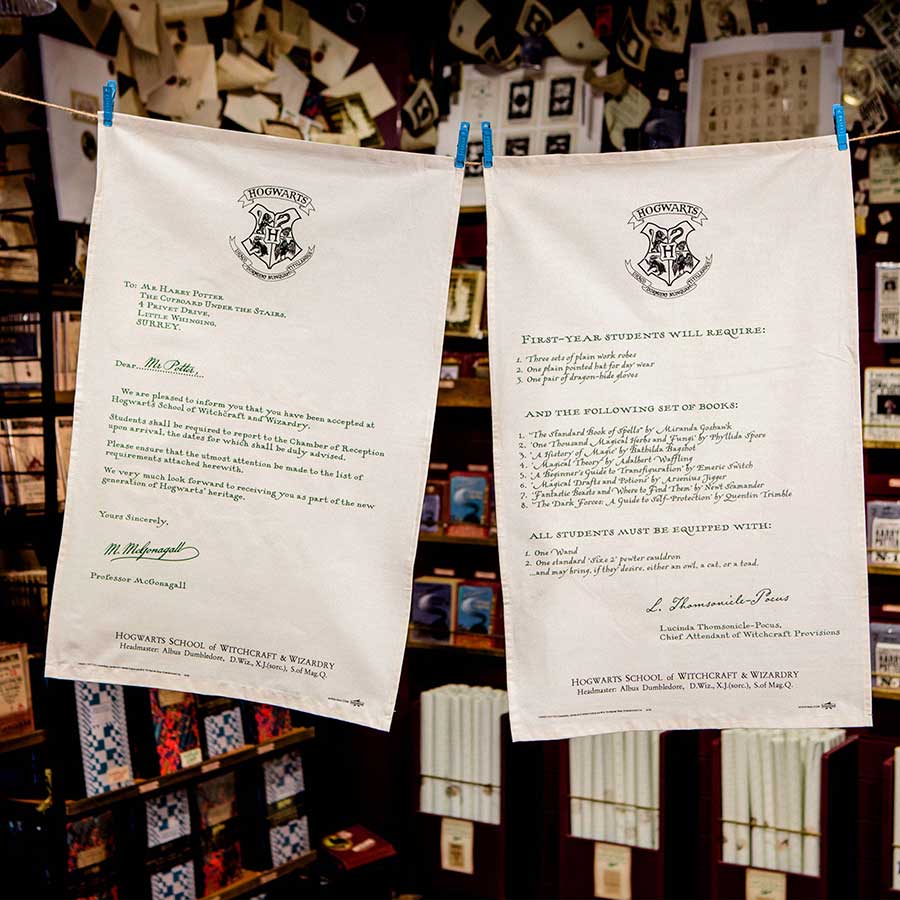 HOGWARTS
H
DRACO DORMIENS NUNQUAM TITILLANDUS
To: Mr Harry Potter
The Cupboard Under the Stairs,
4 Privet Drive,
Little Whinging,
SURREY.
Dear....Mr Potter,...
We are pleased to inform you that you have been accepted at
Hogwarts School of Witchcraft and Wizardry.
Students shall be required to report to the Chamber of Reception
upon arrival, the dates for which shall be duly advised.
Please ensure that the utmost attention be made to the list of
requirements attached herewith.
We very much look forward to receiving you as part of the new
generation of Hogwarts' heritage.
Yours Sincerely,
M. McGonagall
Professor McGonagall
HOGWARTS SCHOOL of WITCHCRAFT & WIZARDRY
Headmaster: Albus Dumbledore, D.Wiz., X.J.(sorc.), S.of Mag.Q.
HOGWARTS
H
DRACO DORMIENS NUNQUAM TITILLANDUS
FIRST-YEAR STUDENTS WILL REQUIRE:
1. Three sets of plain work robes
2. One plain pointed hat for day wear
3. One pair of dragon-hide gloves
AND THE FOLLOWING SET OF BOOKS:
1. 'The Standard Book of Spells' by Miranda Goshawk
2. 'One Thousand Magical Herbs and Fungi' by Phyllida Spore
3. 'A History of Magic' by Bathilda Bagshot
4. 'Magical Theory' by Adalbert Waffling
5. 'A Beginner's Guide to Transfiguration' by Emeric Switch
6. 'Magical Drafts and Potions' by Arsenius Jigger
7. 'Fantastic Beasts and Where to Find Them' by Newt Scamander
8. 'The Dark Forces: A Guide to Self-Protection' by Quentin Trimble
ALL STUDENTS MUST BE EQUIPPED WITH:
1. One Wand
2. One standard 'Size 2' pewter cauldron
...and may bring, if they desire, either an owl, a cat, or a toad.
L. Thomsonicle-Pocus
Lucinda Thomsonicle-Pocus,
Chief Attendant of Witchcraft Provisions
HOGWARTS SCHOOL of WITCHCRAFT & WIZARDRY
Headmaster: Albus Dumbledore, D.Wiz., X.J.(sorc.), S.of Mag.Q.